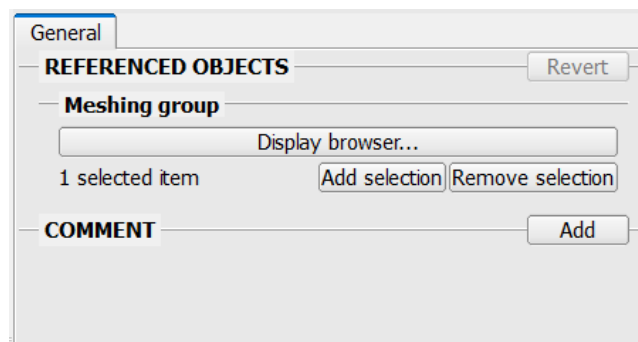 General
REFERENCED OBJECTS Revert
Meshing group
Display browser...
1 selected item Add selection Remove selection
COMMENT Add